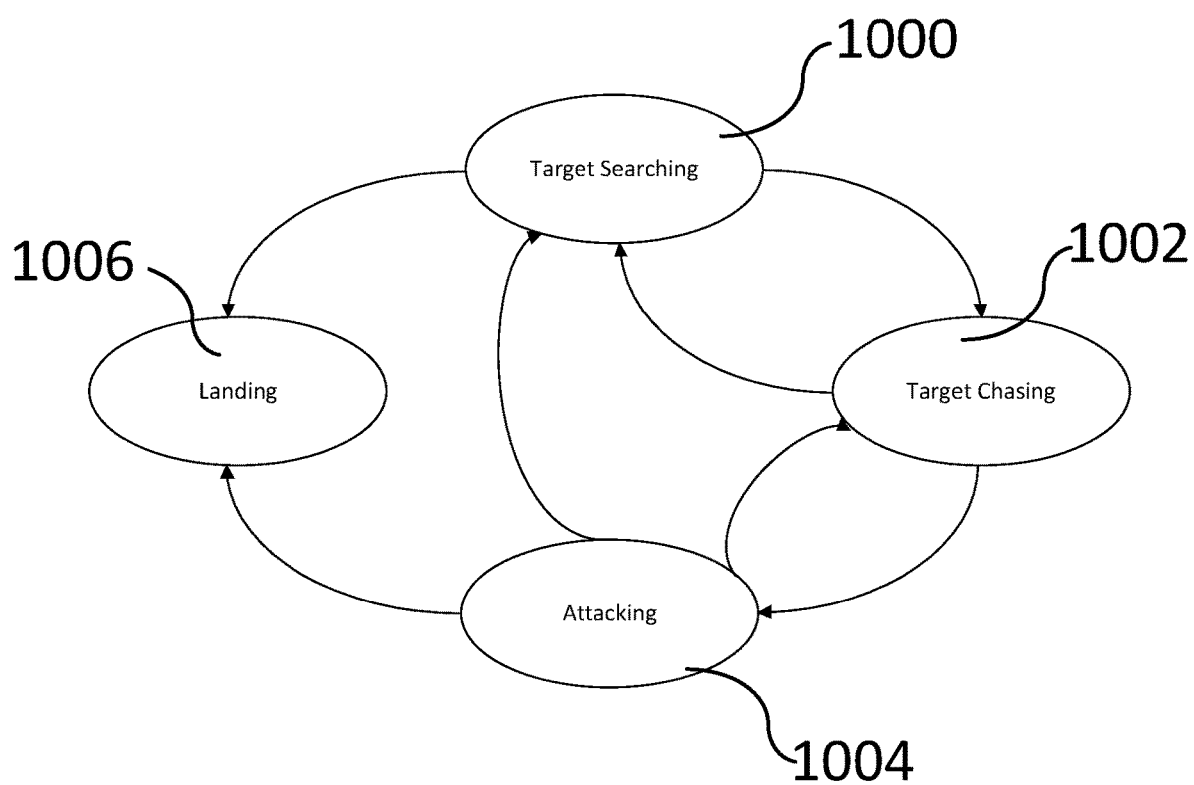 1000
Target Searching
1002
1006
Landing
Target Chasing
Attacking
1004